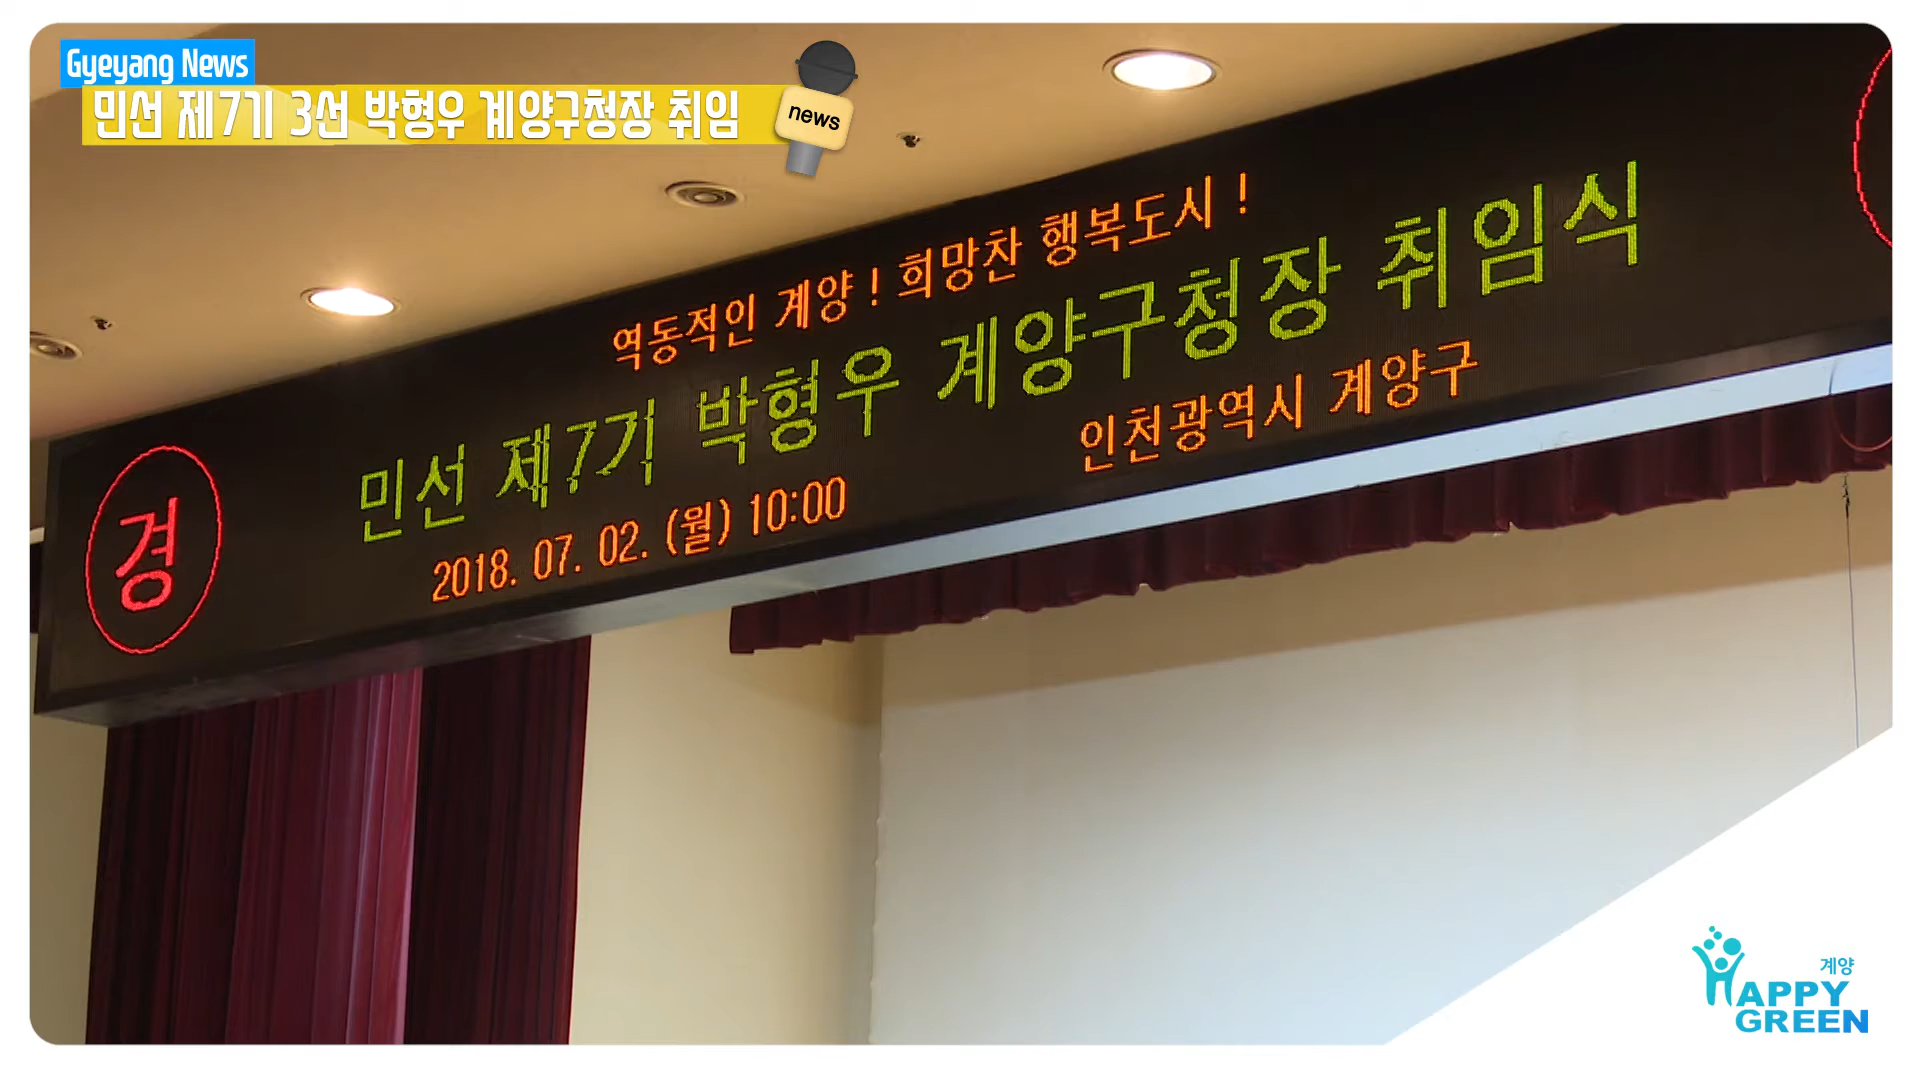 Gyeyang News
민선 제7기 3선 박형우 계양구청장 취임
news
역동적인 계양 ! 희망찬 행복도시 !
민선 제7기 박형우 계양구청장 취임식
2018. 07. 02. (월) 10:00
인천광역시 계양구
경
계양
HAPPY
GREEN